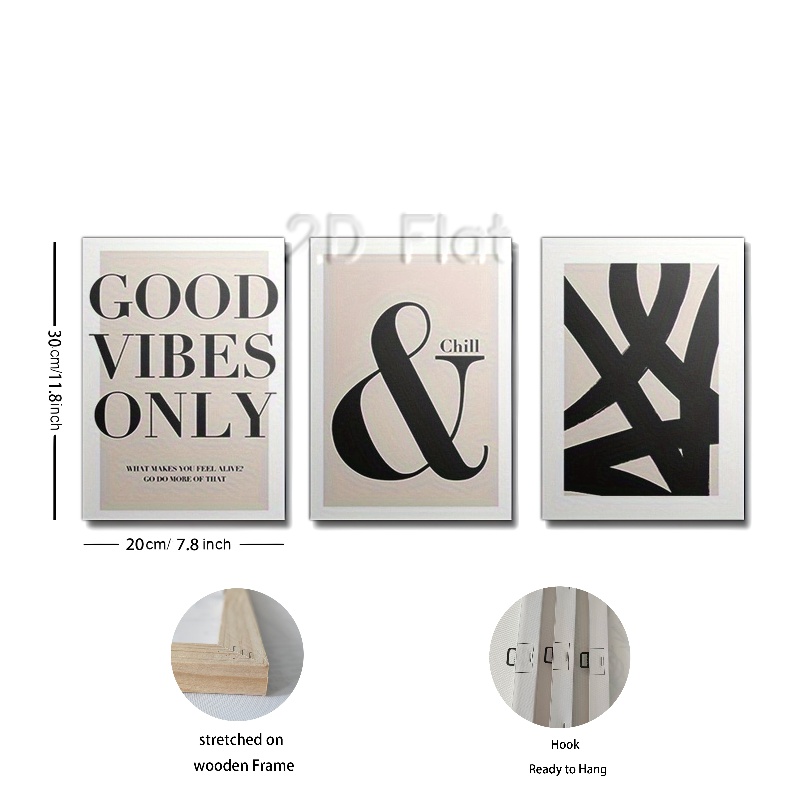 2D Flat
GOOD
VIBES
ONLY
WHAT MAKES YOU FEEL ALIVE?
GO DO MORE OF THAT
&
Chill
30cm/11.8inch
20cm/ 7.8 inch
stretched on
wooden Frame
Hook
Ready to Hang